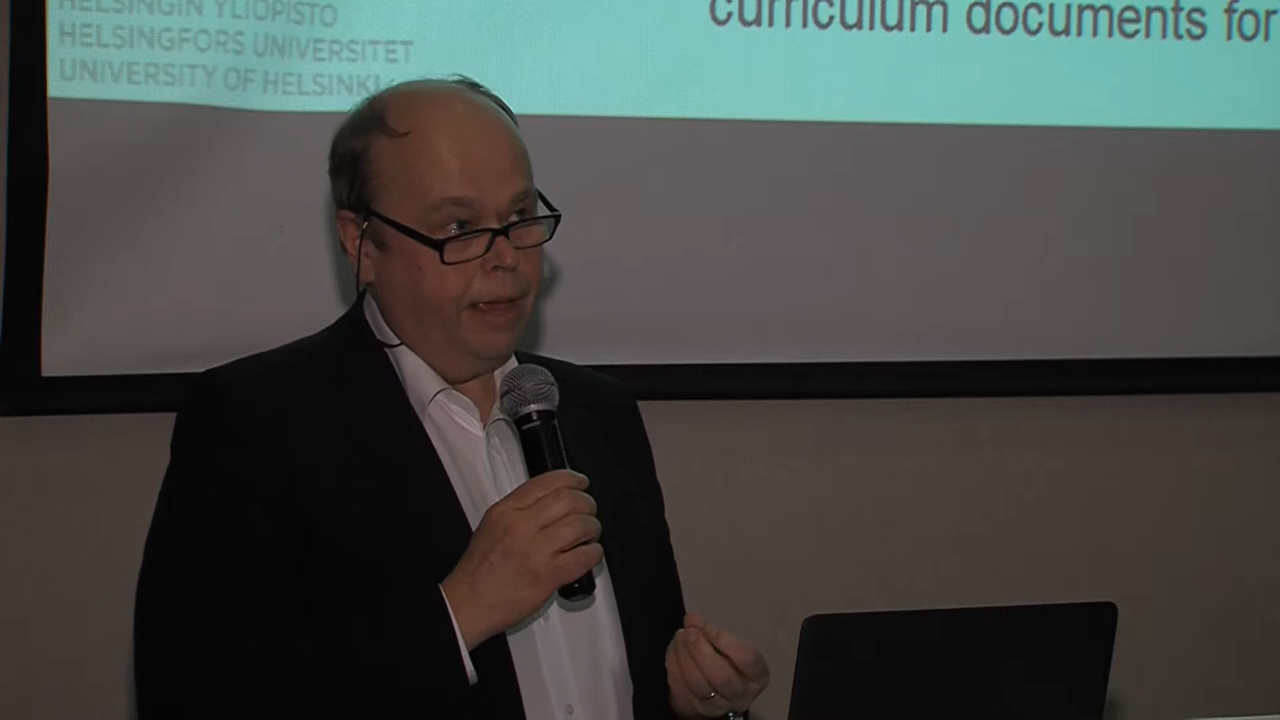 HELSINGIN YLIOPISTO
HELSINGFORS UNIVERSITET
UNIVERSITY OF HELSINKI
curriculum documents for